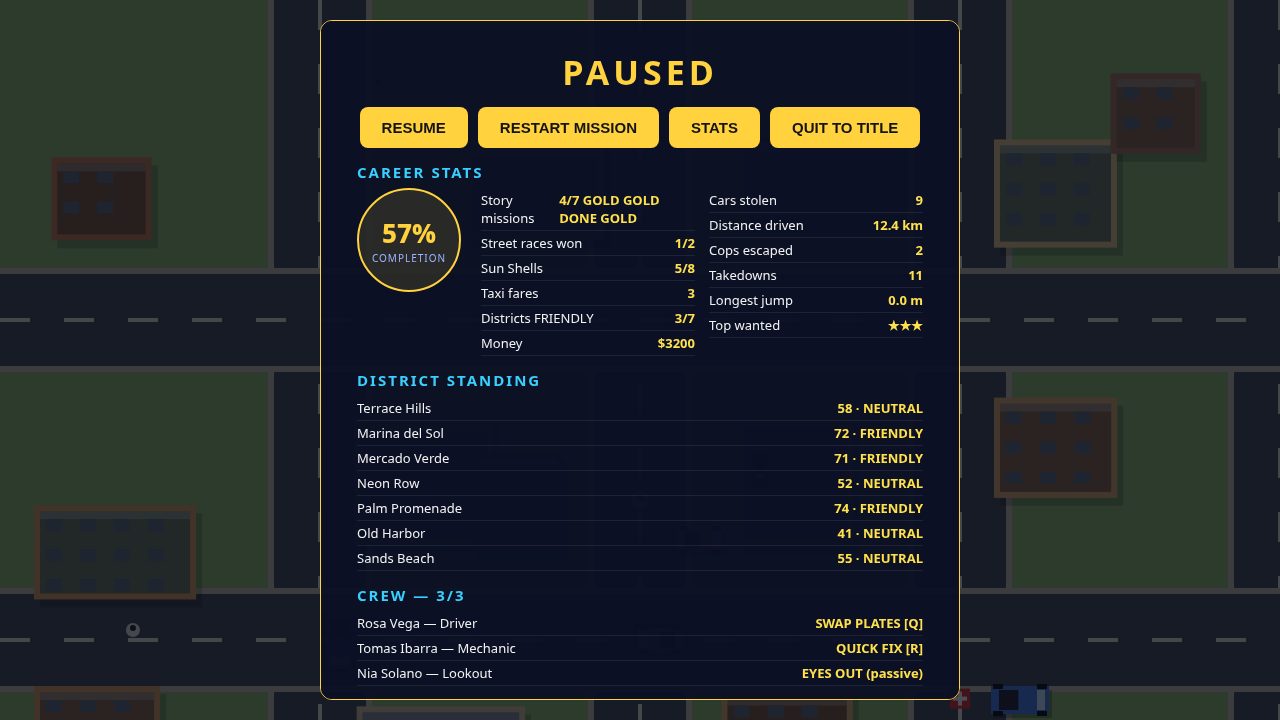 PAUSED
RESUME RESTART MISSION STATS QUIT TO TITLE
CAREER STATS
57%
COMPLETION
Story missions 4/7 GOLD GOLD DONE GOLD
Street races won 1/2
Sun Shells 5/8
Taxi fares 3
Districts FRIENDLY 3/7
Money $3200
Cars stolen 9
Distance driven 12.4 km
Cops escaped 2
Takedowns 11
Longest jump 0.0 m
Top wanted ★★★
DISTRICT STANDING
Terrace Hills 58 · NEUTRAL
Marina del Sol 72 · FRIENDLY
Mercado Verde 71 · FRIENDLY
Neon Row 52 · NEUTRAL
Palm Promenade 74 · FRIENDLY
Old Harbor 41 · NEUTRAL
Sands Beach 55 · NEUTRAL
CREW — 3/3
Rosa Vega — Driver SWAP PLATES [Q]
Tomas Ibarra — Mechanic QUICK FIX [R]
Nia Solano — Lookout EYES OUT (passive)